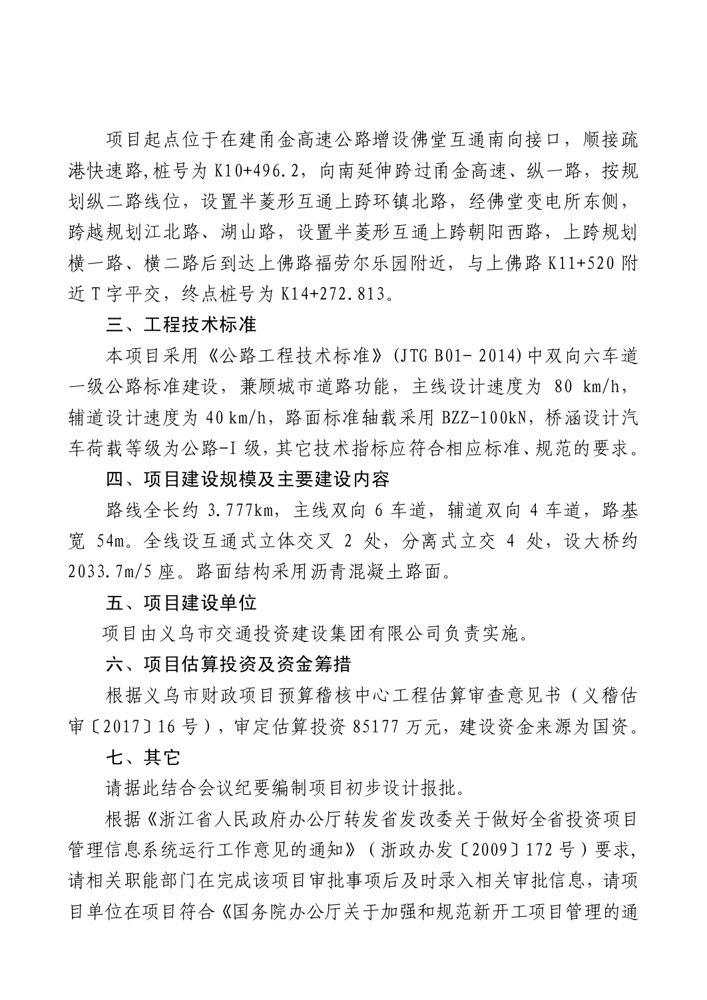 项目起点位于在建甬金高速公路增设佛堂互通南向接口，顺接疏
港快速路,桩号为 K10+496.2，向南延伸跨过甬金高速、纵一路，按规
划纵二路线位，设置半菱形互通上跨环镇北路，经佛堂变电所东侧，
跨越规划江北路、湖山路，设置半菱形互通上跨朝阳西路，上跨规划
横一路、横二路后到达上佛路福劳尔乐园附近，与上佛路 K11+520 附
近 T 字平交，终点桩号为 K14+272.813。
三、工程技术标准
本项目采用《公路工程技术标准》(JTG B01- 2014)中双向六车道
一级公路标准建设，兼顾城市道路功能，主线设计速度为 80 km/h，
辅道设计速度为 40 km/h，路面标准轴载采用 BZZ-100kN，桥涵设计汽
车荷载等级为公路-I 级，其它技术指标应符合相应标准、规范的要求。
四、项目建设规模及主要建设内容
路线全长约 3.777km，主线双向 6 车道，辅道双向 4 车道，路基
宽 54m。全线设互通式立体交叉 2 处，分离式立交 4 处，设大桥约
2033.7m/5 座。路面结构采用沥青混凝土路面。
五、项目建设单位
项目由义乌市交通投资建设集团有限公司负责实施。
六、项目估算投资及资金筹措
根据义乌市财政项目预算稽核中心工程估算审查意见书（义稽估
审〔2017〕16 号），审定估算投资 85177 万元，建设资金来源为国资。
七、其它
请据此结合会议纪要编制项目初步设计报批。
根据《浙江省人民政府办公厅转发省发改委关于做好全省投资项目
管理信息系统运行工作意见的通知》（浙政办发〔2009〕172 号）要求,
请相关职能部门在完成该项目审批事项后及时录入相关审批信息，请项
目单位在项目符合《国务院办公厅关于加强和规范新开工项目管理的通